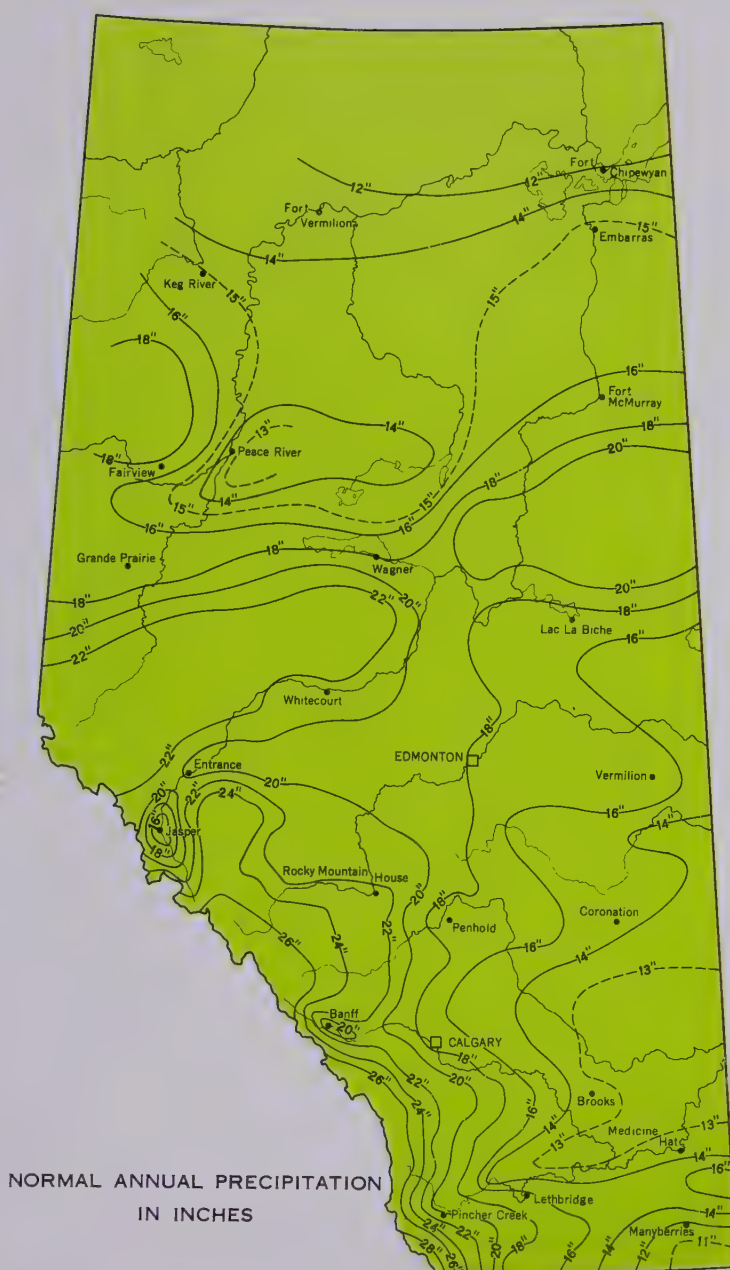 Fort
Chipewyan
12"
12"
Fort
Vermilion
14"
15"
Embarras
14"
Keg River
15"
15"
16"
18"
16"
Fort
McMurray
13"
14"
18"
20"
18"
Fairview
Peace River
18"
14"
15"
15"
16"
16"
Grande Prairie
18"
Wagner
20"
18"
20"
22"
20"
18"
Lac La Biche
22"
16"
Whitecourt
18"
22"
EDMONTON
Entrance
20"
Vermilion
20"
22"
24"
16"
14"
16"
Jasper
18"
Rocky Mountain House
20"
22"
18"
Penhold
Coronation
26"
24"
16"
14"
13"
Banff
20"
CALGARY
18"
26"
22"
20"
24"
16"
Brooks
14"
13"
Medicine
Hat
13"
14"
16"
NORMAL ANNUAL PRECIPITATION
IN INCHES
Lethbridge
Pincher Creek
14"
Manyberries
24"
22"
20"
18"
16"
14"
12"
11"
28"
26"